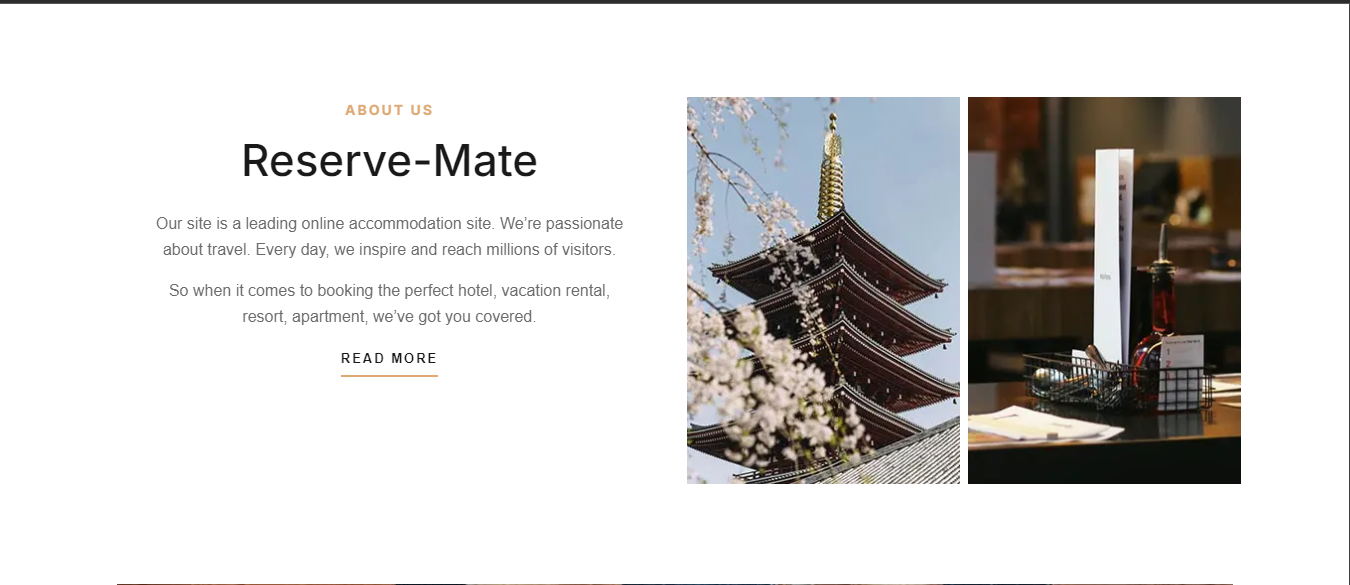 ABOUT US
Reserve-Mate
Our site is a leading online accommodation site. We’re passionate
about travel. Every day, we inspire and reach millions of visitors.
So when it comes to booking the perfect hotel, vacation rental,
resort, apartment, we’ve got you covered.
READ MORE